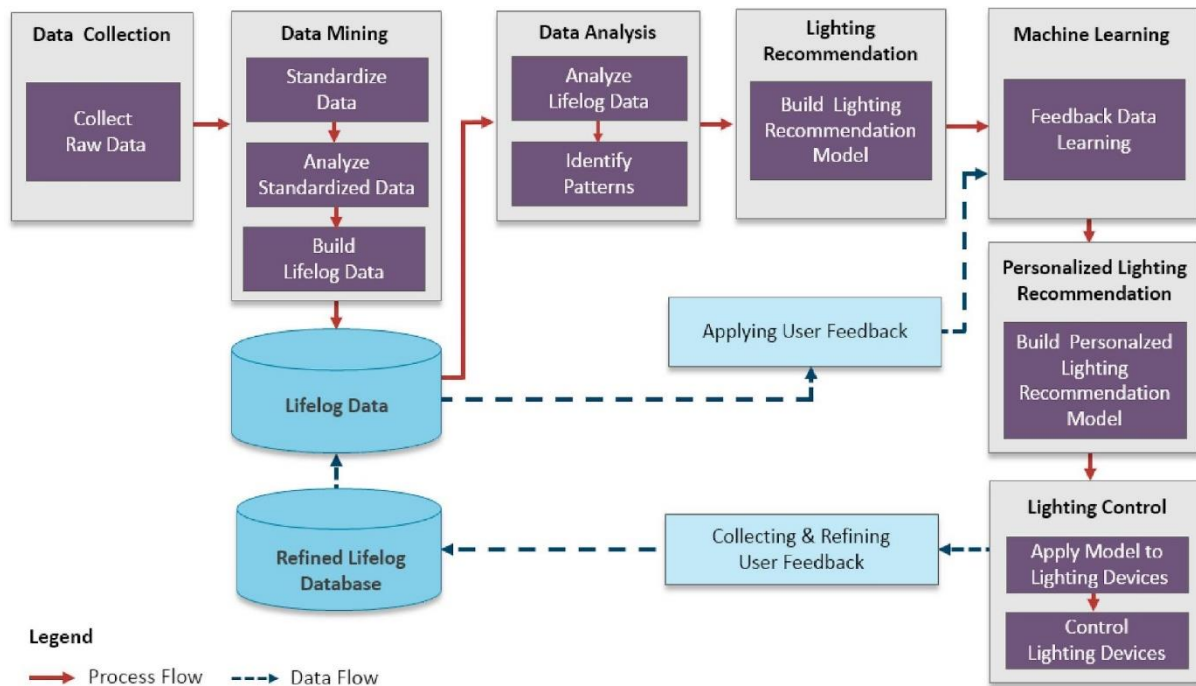 Data Collection
Collect
Raw Data
Data Mining
Standardize
Data
Analyze
Standardized Data
Build
Lifelog Data
Data Analysis
Analyze
Lifelog Data
Identify
Patterns
Lighting
Recommendation
Build Lighting
Recommendation
Model
Machine Learning
Feedback Data
Learning
Personalized Lighting
Recommendation
Build Personalzed
Lighting
Recommendation
Model
Applying User Feedback
Lifelog Data
Refined Lifelog
Database
Collecting & Refining
User Feedback
Lighting Control
Apply Model to
Lighting Devices
Control
Lighting Devices
Legend
Process Flow
Data Flow